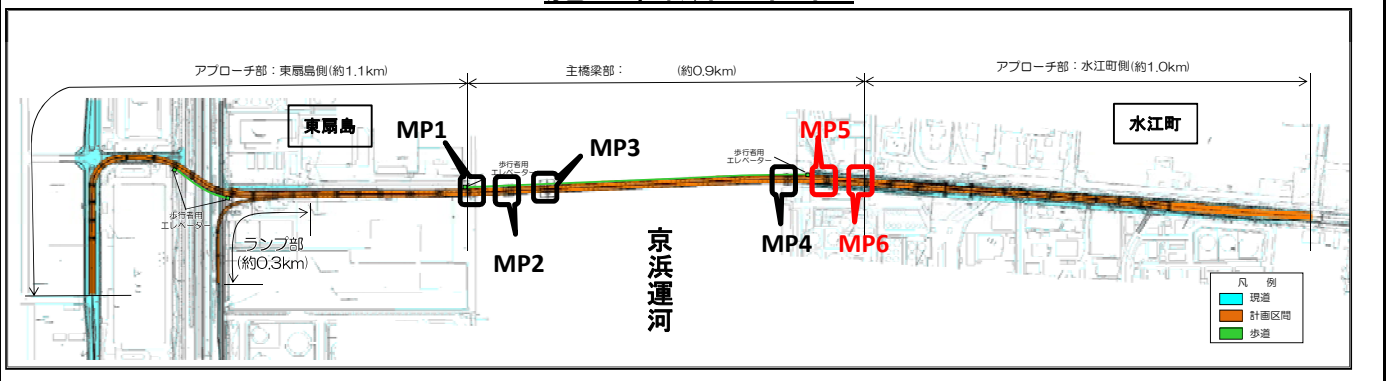 アプローチ部：東扇島側(約1.1km)
主橋梁部：　(約0.9km)
アプローチ部：水江町側(約1.0km)
東扇島
水江町
MP1
MP2
MP3
MP4
MP5
MP6
歩行者用
エレベーター
歩行者用
エレベーター
歩行者用
エレベーター
ランプ部
(約0.3km)
京浜運河
凡　例
現道
計画区間
歩道